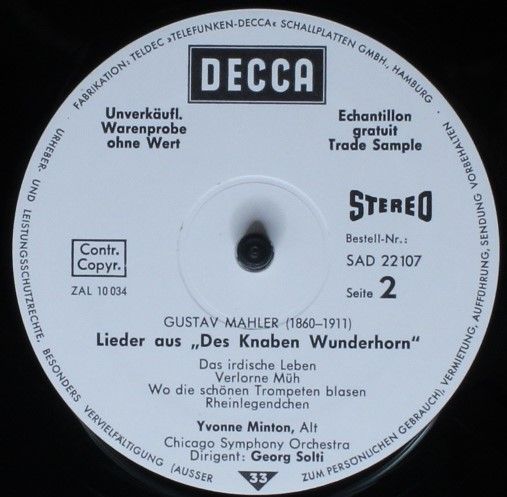 FABRIKATION: TELDEC »TELEFUNKEN-DECCA« SCHALLPLATTEN GMBH., HAMBURG
DECCA
Unverkäufl.
Warenprobe
ohne Wert
Echantillon
gratuit
Trade Sample
STEREO
Bestell-Nr.:
SAD 22107
Seite 2
Contr.
Copyr.
ZAL 10 034
GUSTAV MAHLER (1860–1911)
Lieder aus „Des Knaben Wunderhorn“
Das irdische Leben
Verlorne Müh
Wo die schönen Trompeten blasen
Rheinlegendchen
Yvonne Minton, Alt
Chicago Symphony Orchestra
Dirigent: Georg Solti
33
URHEBER- UND LEISTUNGSSCHUTZRECHTE, BESONDERS VERVIELFÄLTIGUNG (AUSSER ZUM PERSÖNLICHEN GEBRAUCH), VERMIETUNG, AUFFÜHRUNG, SENDUNG VORBEHALTEN